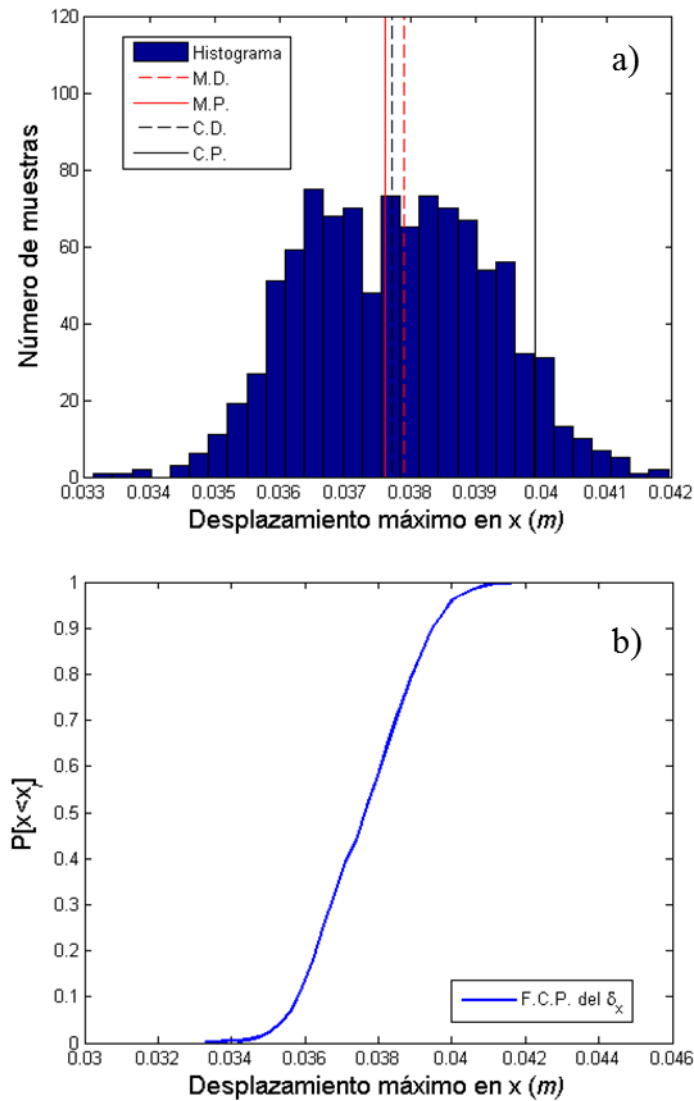 a)
120
100
80
60
40
20
0
Número de muestras
Histograma
M.D.
M.P.
C.D.
C.P.
0.033 0.034 0.035 0.036 0.037 0.038 0.039 0.04 0.041 0.042
Desplazamiento máximo en x (m)
b)
1
0.9
0.8
0.7
0.6
0.5
0.4
0.3
0.2
0.1
0
F.C.P. del δx
0.03 0.032 0.034 0.036 0.038 0.04 0.042 0.044 0.046
Desplazamiento máximo en x (m)